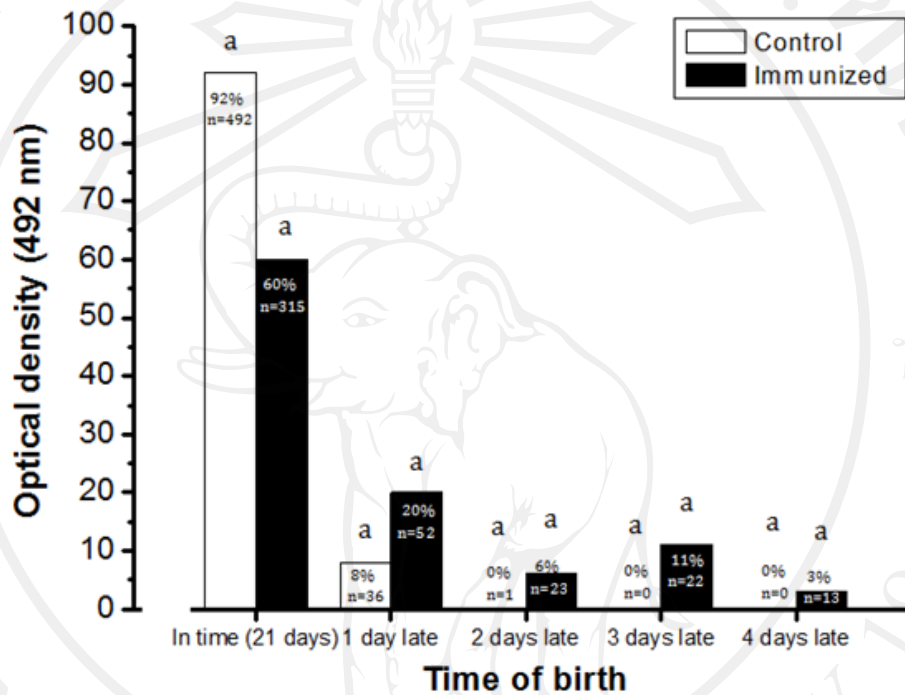 100
90
80
70
60
50
40
30
20
10
0
Optical density (492 nm)
Control
Immunized
a
92%
n=492
a
60%
n=315
a
8%
n=36
a
20%
n=52
a
0%
n=1
a
6%
n=23
a
0%
n=0
a
11%
n=22
a
0%
n=0
a
3%
n=13
In time (21 days) 1 day late 2 days late 3 days late 4 days late
Time of birth